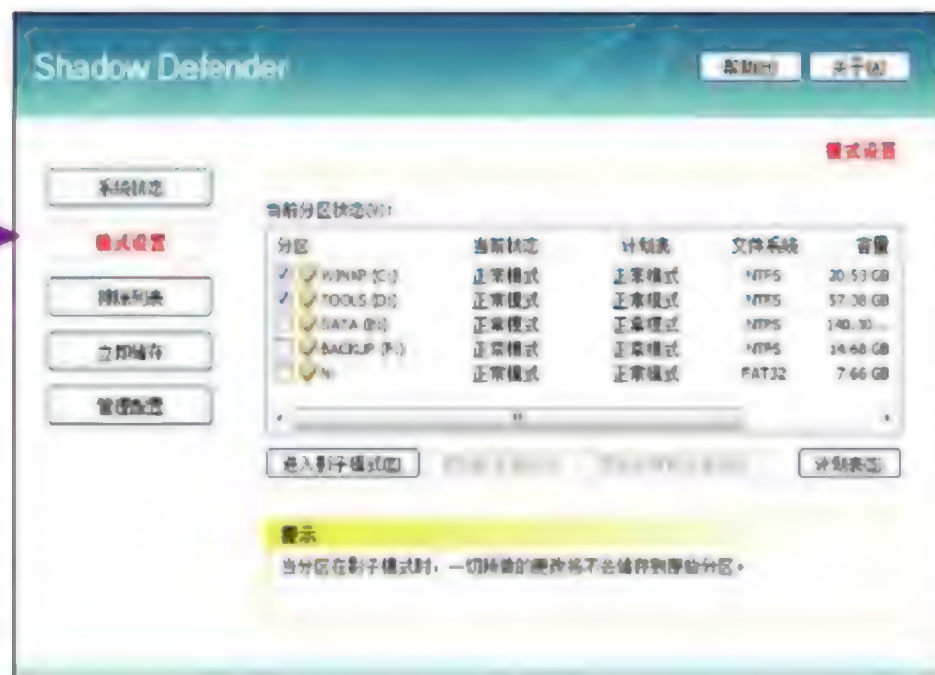 Shadow Defender
帮助(H) 关于(A)
模式设置
系统状态
模式设置
排除列表
立即储存
管理配置
当前分区状态(V):
分区 当前状态 计划表 文件系统 容量
(C:) 正常模式 正常模式 NTFS 20.53 GB
TOOLS (D:) 正常模式 正常模式 NTFS 57.38 GB
DATA 正常模式 正常模式 NTFS
BACKUP (F:) 正常模式 正常模式 NTFS 14.68 GB
正常模式 正常模式 FAT32 7.66 GB
进入影子模式(E) 计划表(S)
提示
当分区在影子模式时，一切所做的更改将不会储存到原始分区。